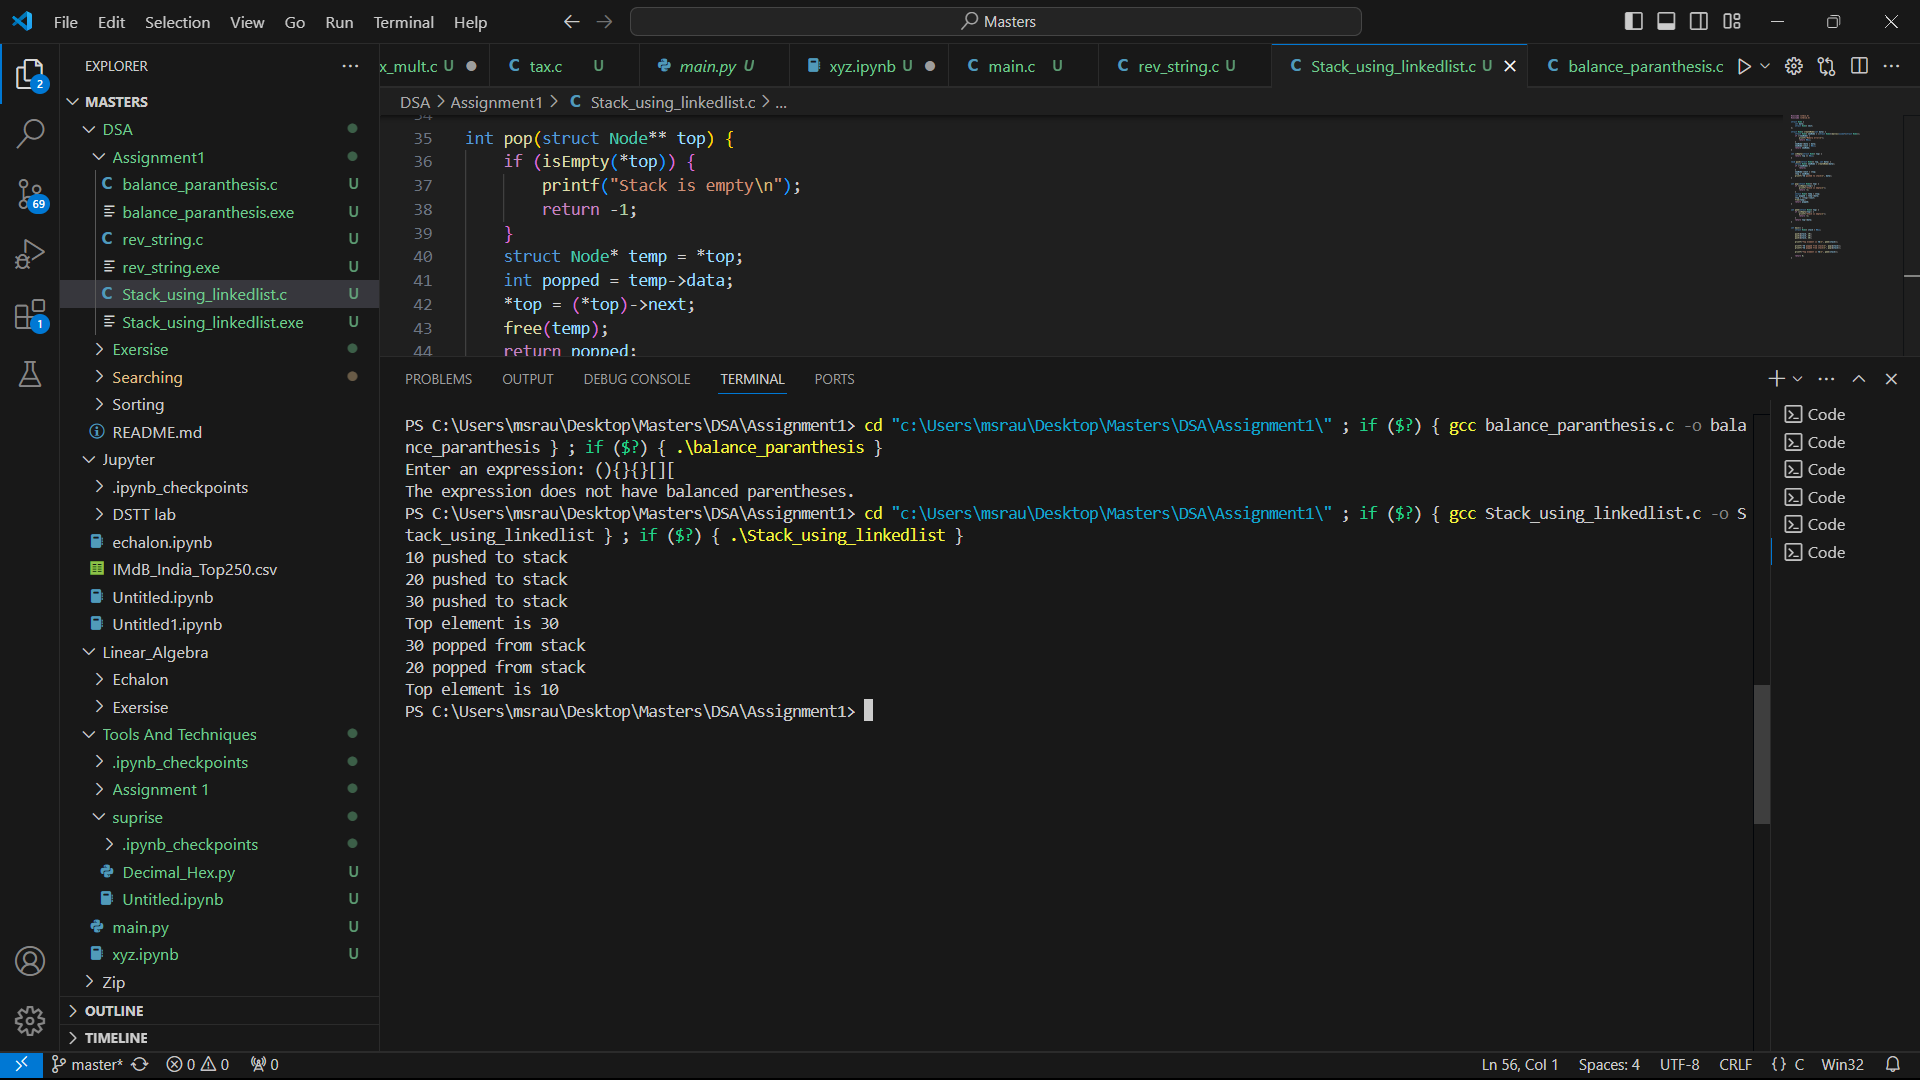 File Edit Selection View Go Run Terminal Help
Masters
EXPLORER
x_mult.c U
tax.c U
main.py U
xyz.ipynb U
main.c U
rev_string.c U
Stack_using_linkedlist.c U
balance_paranthesis.c
DSA > Assignment1 > C Stack_using_linkedlist.c > ...
2
69
1
MASTERS
DSA
Assignment1
C balance_paranthesis.c U
balance_paranthesis.exe U
C rev_string.c U
rev_string.exe U
C Stack_using_linkedlist.c U
Stack_using_linkedlist.exe U
Exersise
Searching
Sorting
README.md
Jupyter
.ipynb_checkpoints
DSTT lab
echalon.ipynb
IMdB_India_Top250.csv
Untitled.ipynb
Untitled1.ipynb
Linear_Algebra
Echalon
Exersise
Tools And Techniques
.ipynb_checkpoints
Assignment 1
suprise
.ipynb_checkpoints
Decimal_Hex.py U
Untitled.ipynb U
main.py U
xyz.ipynb U
Zip
OUTLINE
TIMELINE
34
35 int pop(struct Node** top) {
36 if (isEmpty(*top)) {
37 printf("Stack is empty\n");
38 return -1;
39 }
40 struct Node* temp = *top;
41 int popped = temp->data;
42 *top = (*top)->next;
43 free(temp);
44 return popped;
PROBLEMS OUTPUT DEBUG CONSOLE TERMINAL PORTS
PS C:\Users\msrau\Desktop\Masters\DSA\Assignment1> cd "c:\Users\msrau\Desktop\Masters\DSA\Assignment1\" ; if ($?) { gcc balance_paranthesis.c -o bala
nce_paranthesis } ; if ($?) { .\balance_paranthesis }
Enter an expression: (){}{}[][
The expression does not have balanced parentheses.
PS C:\Users\msrau\Desktop\Masters\DSA\Assignment1> cd "c:\Users\msrau\Desktop\Masters\DSA\Assignment1\" ; if ($?) { gcc Stack_using_linkedlist.c -o S
tack_using_linkedlist } ; if ($?) { .\Stack_using_linkedlist }
10 pushed to stack
20 pushed to stack
30 pushed to stack
Top element is 30
30 popped from stack
20 popped from stack
Top element is 10
PS C:\Users\msrau\Desktop\Masters\DSA\Assignment1>
Code
Code
Code
Code
Code
Code
master* 0 0 0
Ln 56, Col 1 Spaces: 4 UTF-8 CRLF {} C Win32